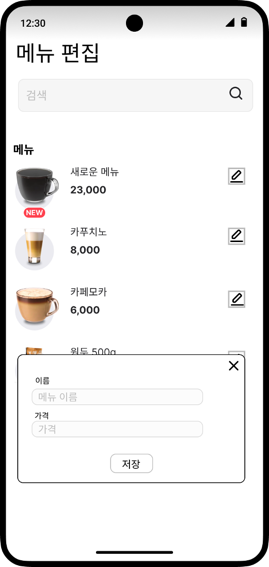 12:30
메뉴 편집
검색
메뉴
새로운 메뉴
23,000
NEW
카푸치노
8,000
카페모카
6,000
원두 500g
이름
메뉴 이름
가격
가격
저장